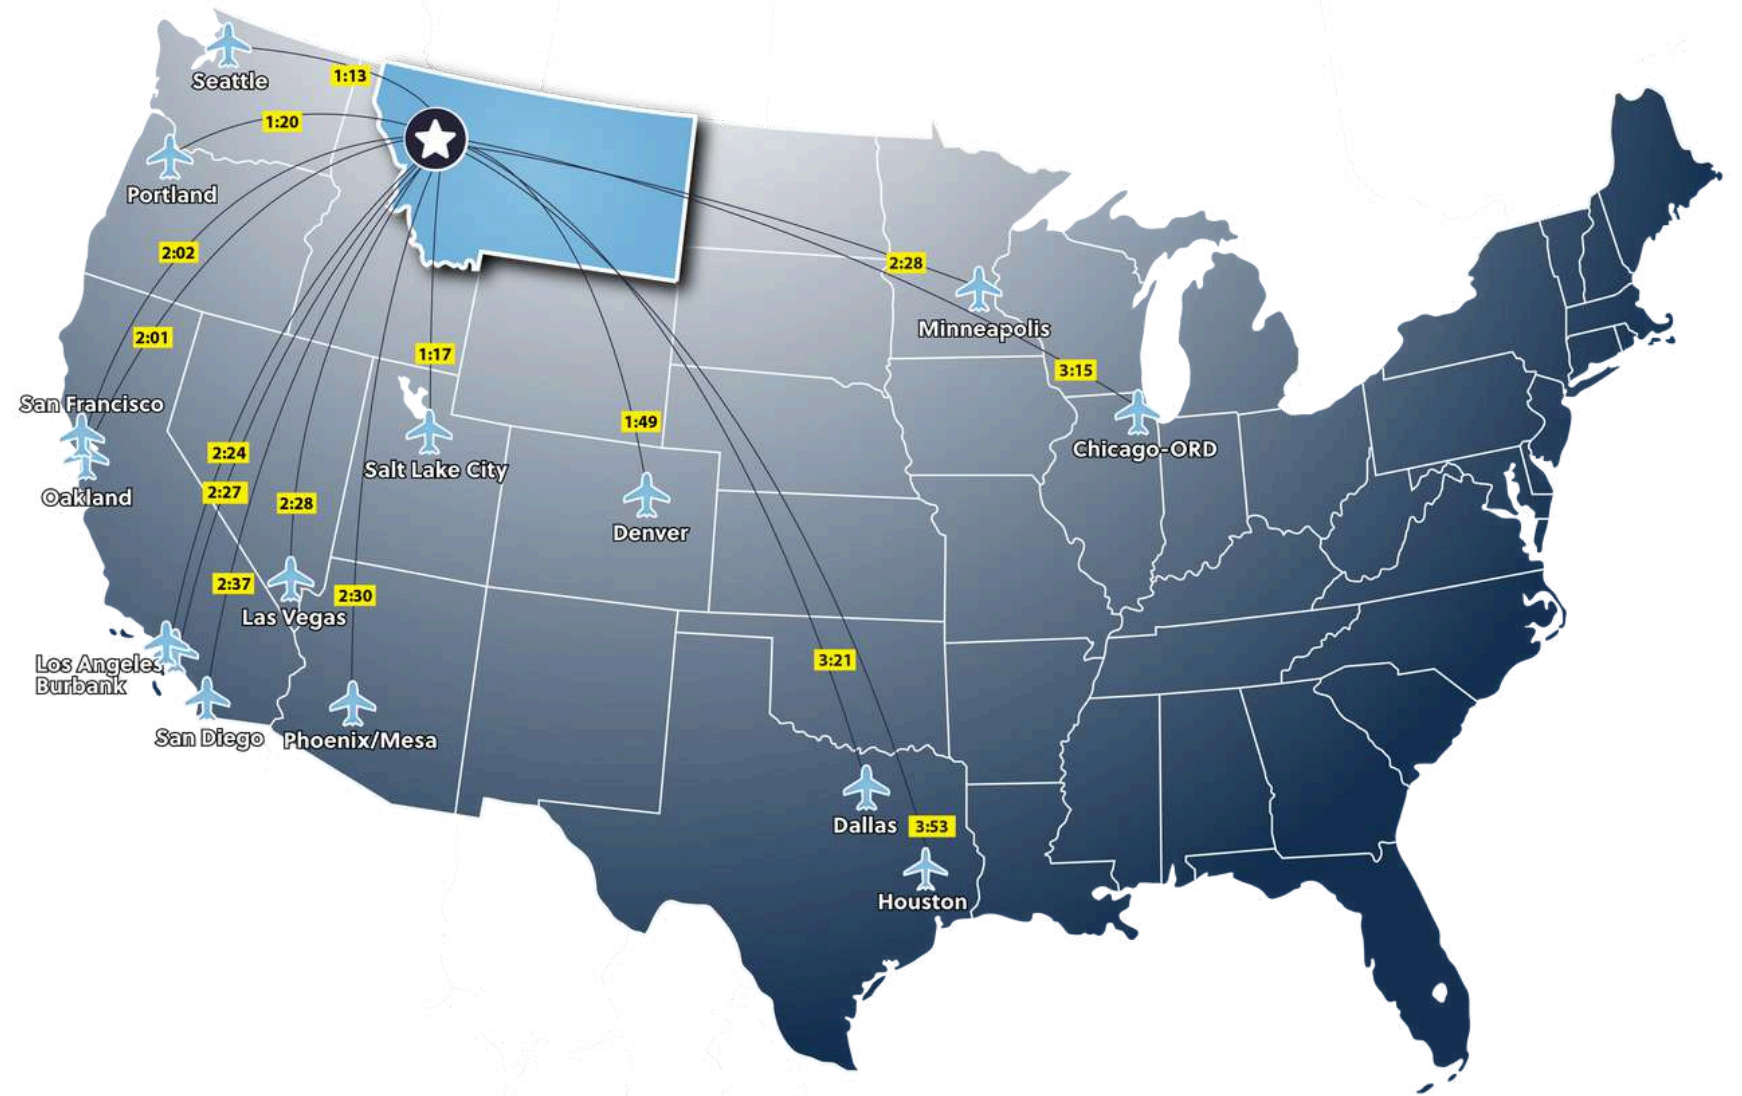 Seattle
1:13
1:20
Portland
2:02
2:28
Minneapolis
2:01
1:17
3:15
San Francisco
1:49
Chicago-ORD
2:24
Salt Lake City
2:27
Oakland
2:28
Denver
2:37
2:30
Las Vegas
3:21
Los Angeles
Burbank
San Diego
Phoenix/Mesa
Dallas
3:53
Houston